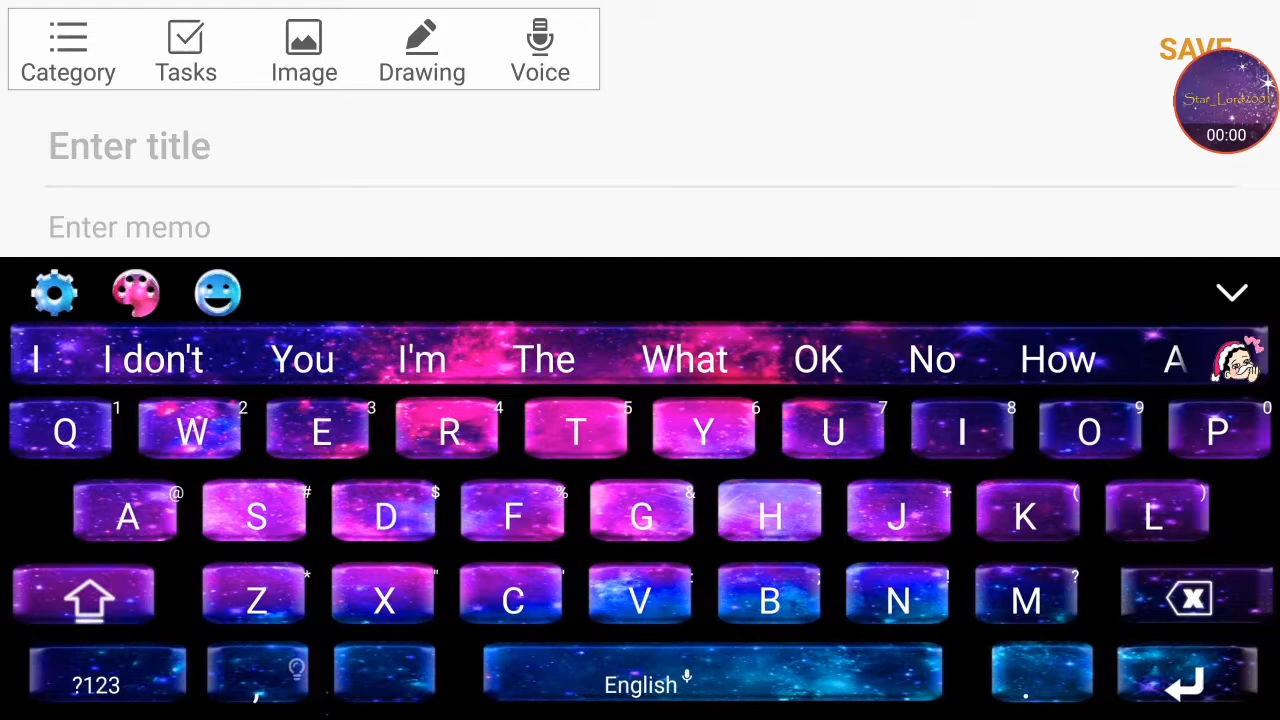 Category Tasks Image Drawing Voice
SAVE
Star_Lord2001
00:00
Enter title
Enter memo
I I don't You I'm The What OK No How A
Q 1 W 2 E 3 R 4 T 5 Y 6 U 7 I 8 O 9 P 0
A @ S # D $ F % G & H - J + K ( L )
Z * X " C ' V : B ; N ! M ?
?123 , English .